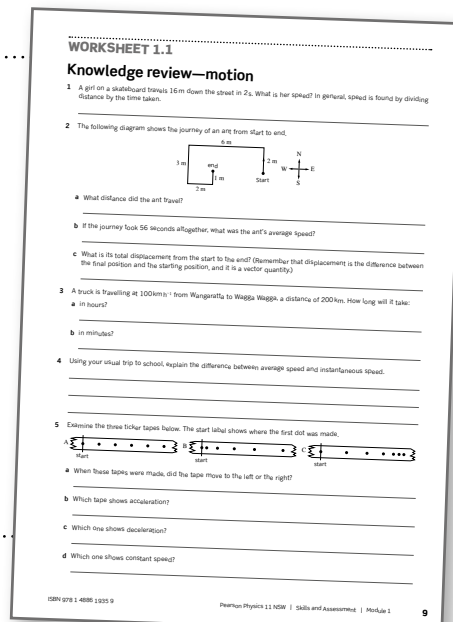 WORKSHEET 1.1
Knowledge review—motion
1 A girl on a skateboard travels 16 m down the street in 2 s. What is her speed? In general, speed is found by dividing
distance by the time taken.
2 The following diagram shows the journey of an ant from start to end.
6 m
3 m
end
1 m
2 m
2 m
Start
N
W E
S
a What distance did the ant travel?
b If the journey took 56 seconds altogether, what was the ant's average speed?
c What is its total displacement from the start to the end? (Remember that displacement is the difference between
the final position and the starting position, and it is a vector quantity.)
3 A truck is travelling at 100 km h⁻¹ from Wangaratta to Wagga Wagga, a distance of 200 km. How long will it take:
a in hours?
b in minutes?
4 Using your usual trip to school, explain the difference between average speed and instantaneous speed.
5 Examine the three ticker tapes below. The start label shows where the first dot was made.
A B C
start start start
a When these tapes were made, did the tape move to the left or the right?
b Which tape shows acceleration?
c Which one shows deceleration?
d Which one shows constant speed?
ISBN 978 1 4886 1935 9 Pearson Physics 11 NSW | Skills and Assessment | Module 1 9